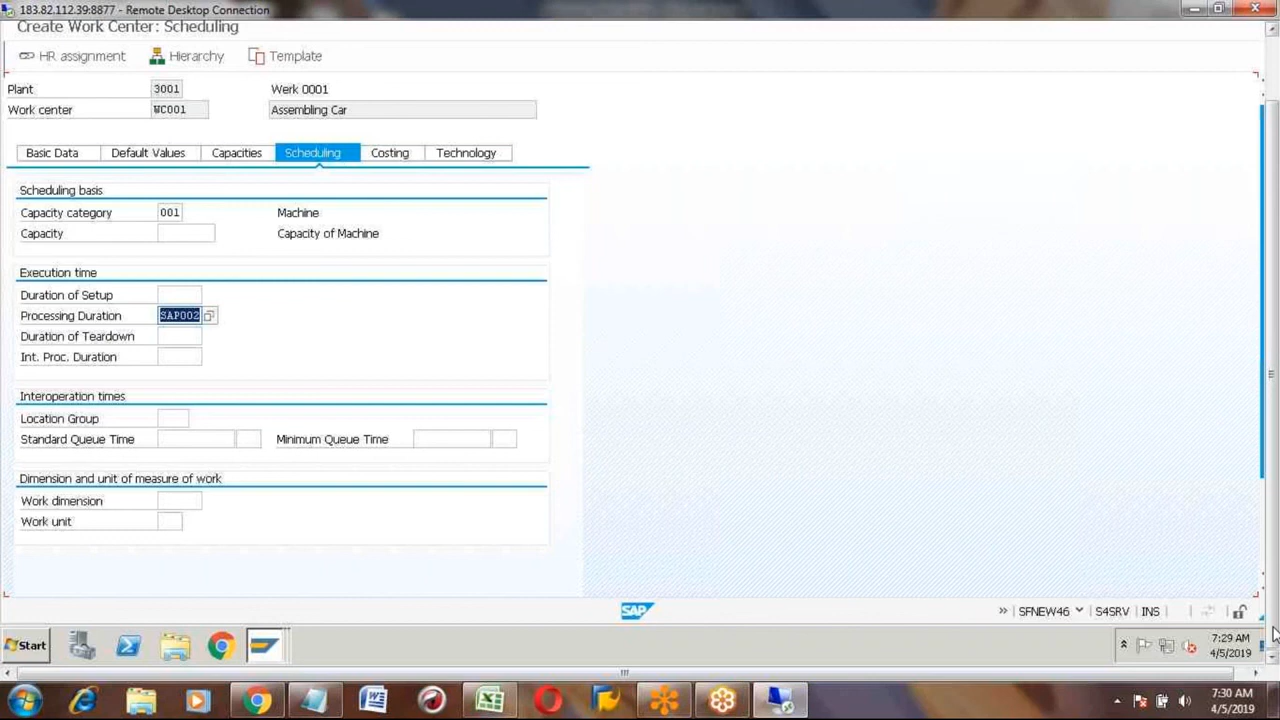 183.82.112.39:8877 - Remote Desktop Connection
Create Work Center: Scheduling
HR assignment Hierarchy Template
Plant 3001 Werk 0001
Work center WC001 Assembling Car
Basic Data Default Values Capacities Scheduling Costing Technology
Scheduling basis
Capacity category 001 Machine
Capacity Capacity of Machine
Execution time
Duration of Setup
Processing Duration SAP002
Duration of Teardown
Int. Proc. Duration
Interoperation times
Location Group
Standard Queue Time Minimum Queue Time
Dimension and unit of measure of work
Work dimension
Work unit
SAP SFNEW46 S4SRV INS
Start 7:29 AM
4/5/2019
7:30 AM
4/5/2019